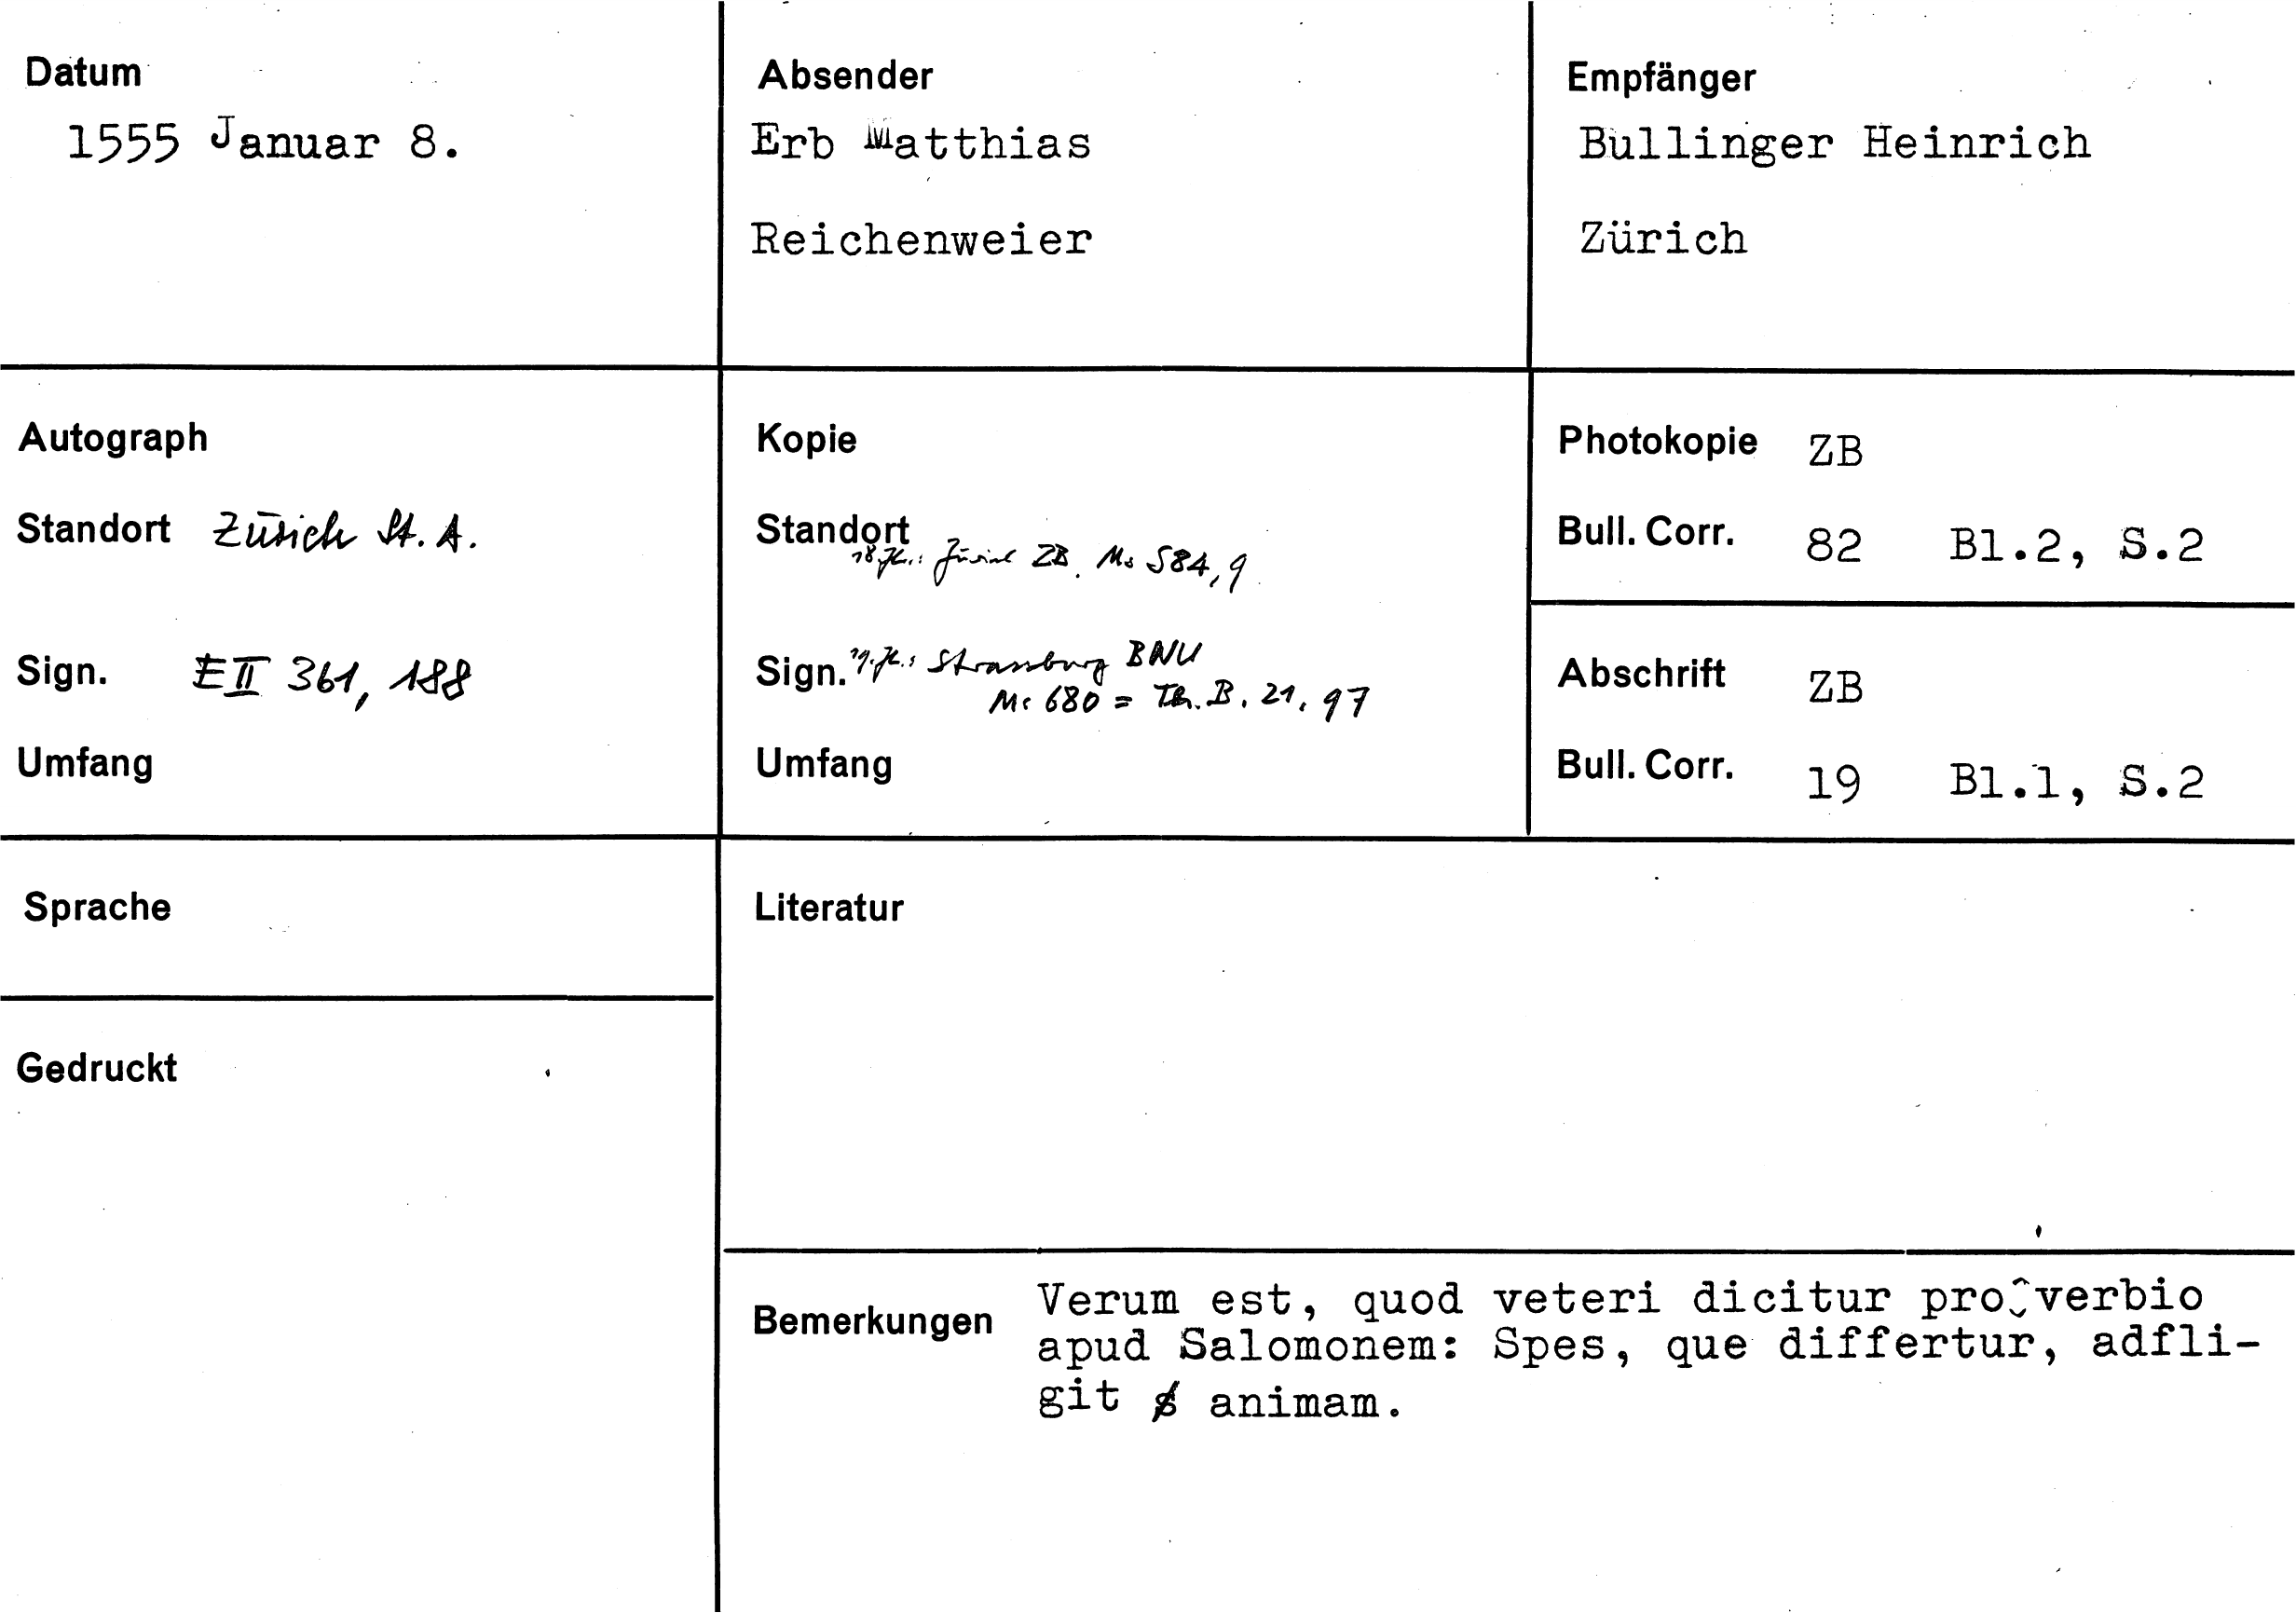 Datum
1555 Januar 8.
Absender
Erb Matthias
Reichenweier
Empfänger
Bullinger Heinrich
Zürich
Autograph
Standort Zürich St. A.
Sign. E II 361, 188
Umfang
Kopie
Standort
18. Jh.: Zürich ZB. Ms S 84, 9
Sign. 19. Jh.: Strassburg BNU
Ms 680 = Th. B. 21, 97
Umfang
Photokopie ZB
Bull. Corr. 82 Bl.2, S.2
Abschrift ZB
Bull. Corr. 19 Bl.1, S.2
Sprache
Literatur
Gedruckt
Bemerkungen
Verum est, quod veteri dicitur proverbio
apud Salomonem: Spes, que differtur, adfli-
git animam.